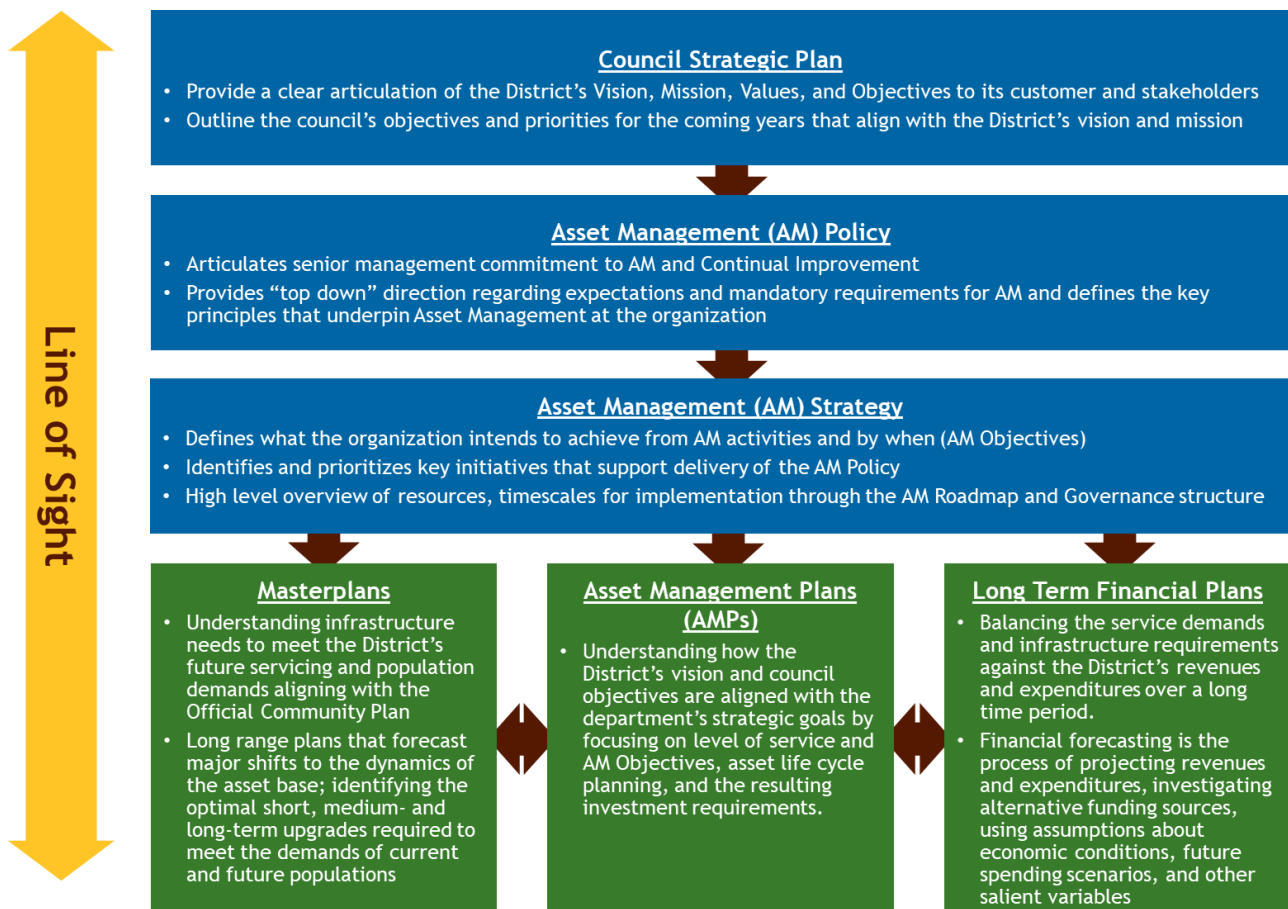 Line of Sight
Council Strategic Plan
• Provide a clear articulation of the District's Vision, Mission, Values, and Objectives to its customer and stakeholders
• Outline the council's objectives and priorities for the coming years that align with the District's vision and mission
Asset Management (AM) Policy
• Articulates senior management commitment to AM and Continual Improvement
• Provides “top down” direction regarding expectations and mandatory requirements for AM and defines the key
principles that underpin Asset Management at the organization
Asset Management (AM) Strategy
• Defines what the organization intends to achieve from AM activities and by when (AM Objectives)
• Identifies and prioritizes key initiatives that support delivery of the AM Policy
• High level overview of resources, timescales for implementation through the AM Roadmap and Governance structure
Masterplans
• Understanding infrastructure
needs to meet the District's
future servicing and population
demands aligning with the
Official Community Plan
• Long range plans that forecast
major shifts to the dynamics of
the asset base; identifying the
optimal short, medium- and
long-term upgrades required to
meet the demands of current
and future populations
Asset Management Plans
(AMPs)
• Understanding how the
District's vision and council
objectives are aligned with the
department's strategic goals by
focusing on level of service and
AM Objectives, asset life cycle
planning, and the resulting
investment requirements.
Long Term Financial Plans
• Balancing the service demands
and infrastructure requirements
against the District's revenues
and expenditures over a long
time period.
• Financial forecasting is the
process of projecting revenues
and expenditures, investigating
alternative funding sources,
using assumptions about
economic conditions, future
spending scenarios, and other
salient variables